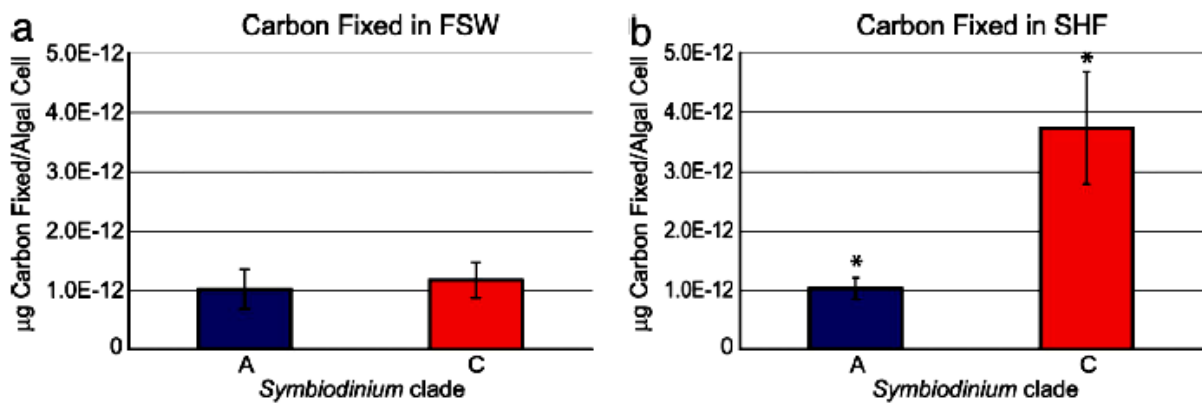 a
Carbon Fixed in FSW
µg Carbon Fixed/Algal Cell
5.0E-12
4.0E-12
3.0E-12
2.0E-12
1.0E-12
0
A
C
Symbiodinium clade
b
Carbon Fixed in SHF
µg Carbon Fixed/Algal Cell
5.0E-12
4.0E-12
3.0E-12
2.0E-12
1.0E-12
0
*
*
A
C
Symbiodinium clade